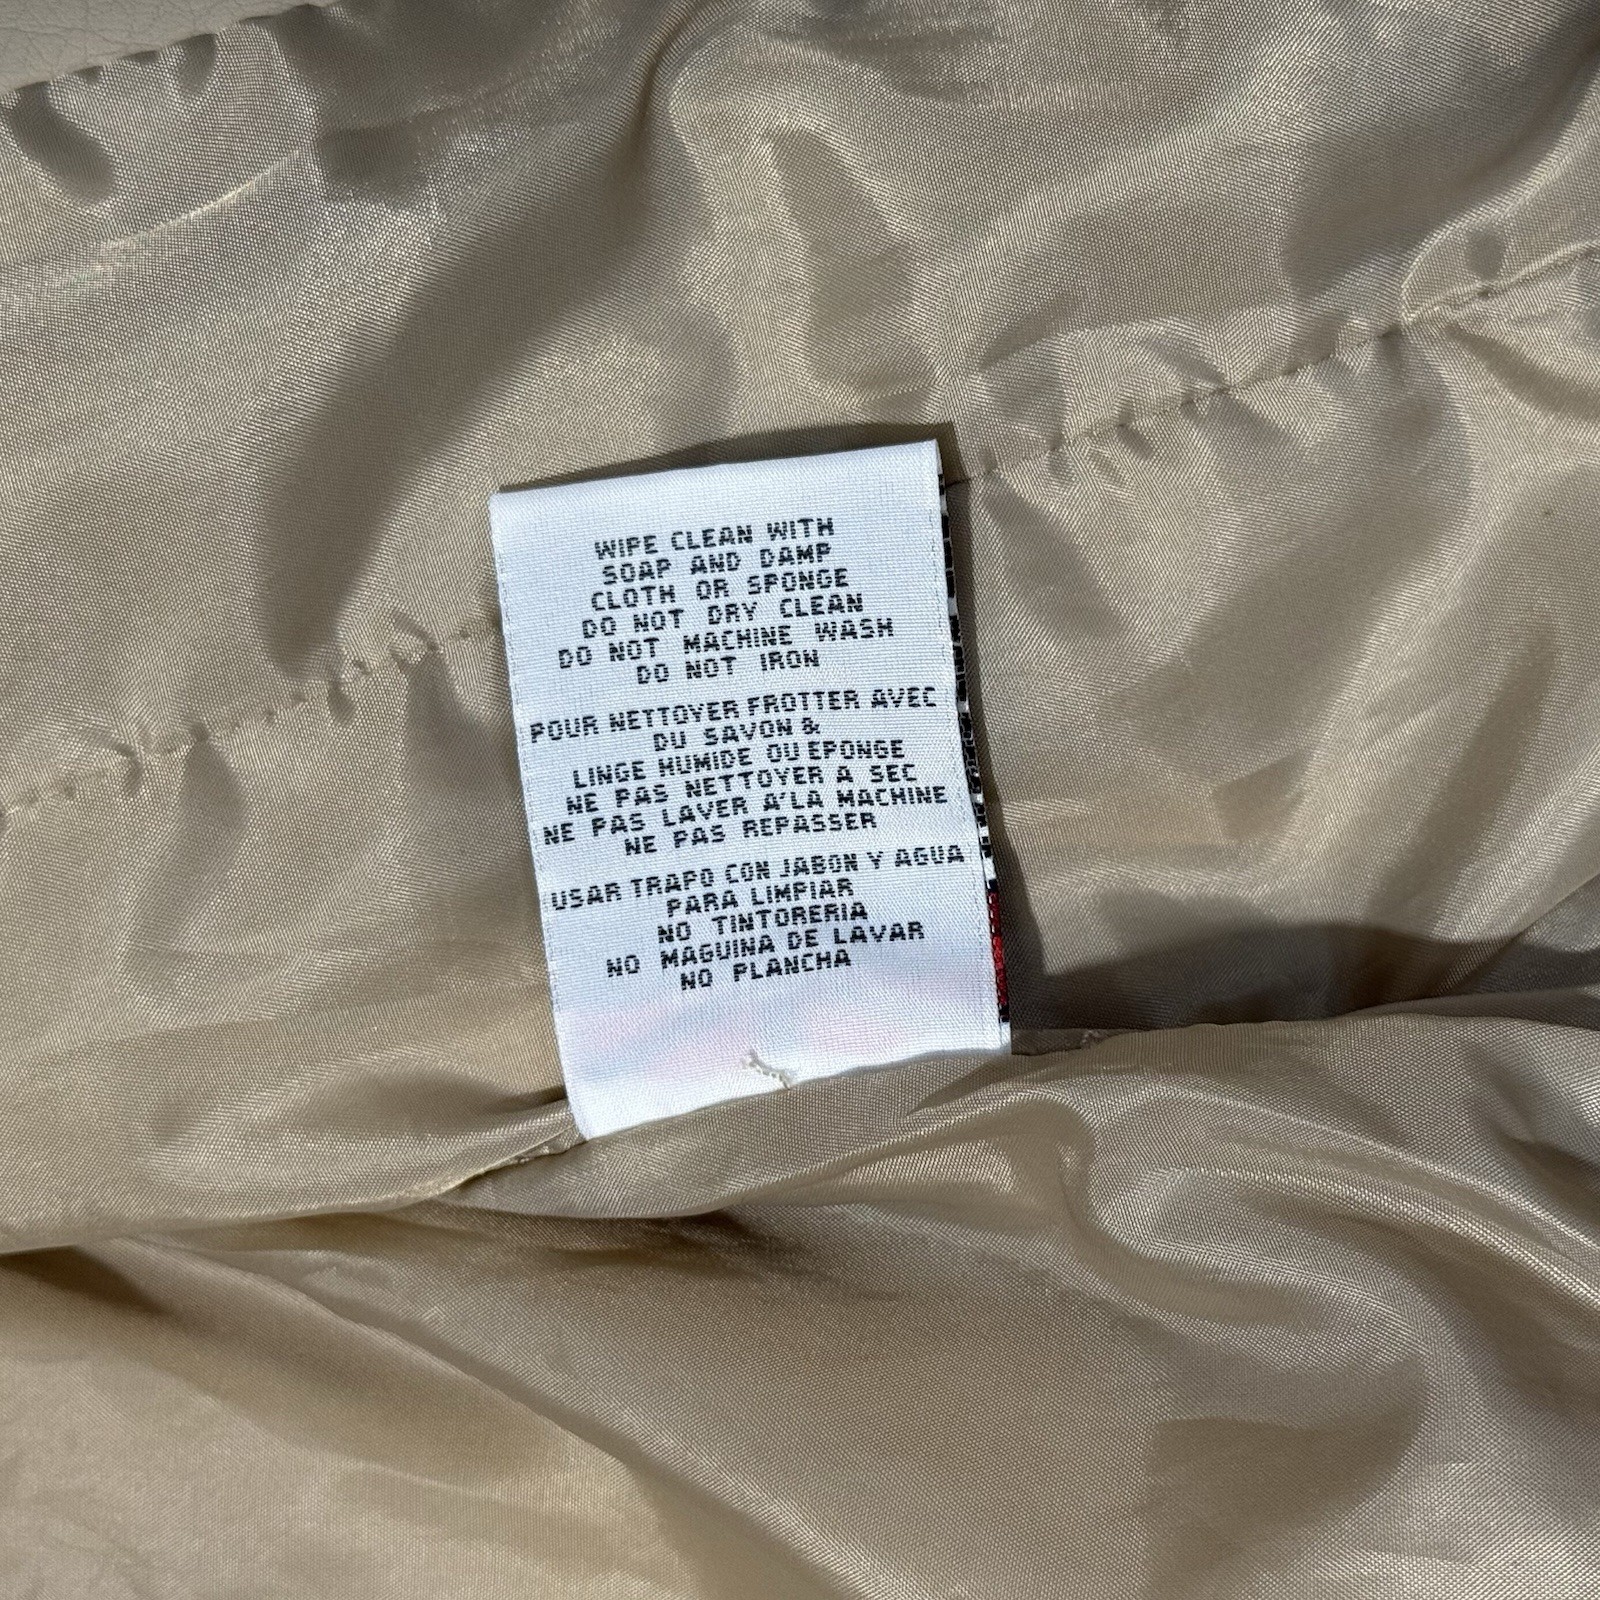 WIPE CLEAN WITH
SOAP AND DAMP
CLOTH OR SPONGE
DO NOT DRY CLEAN
DO NOT MACHINE WASH
DO NOT IRON
POUR NETTOYER FROTTER AVEC
DU SAVON &
LINGE HUMIDE OU EPONGE
NE PAS NETTOYER A SEC
NE PAS LAVER A'LA MACHINE
NE PAS REPASSER
USAR TRAPO CON JABON Y AGUA
PARA LIMPIAR
NO TINTORERIA
NO MAGUINA DE LAVAR
NO PLANCHA